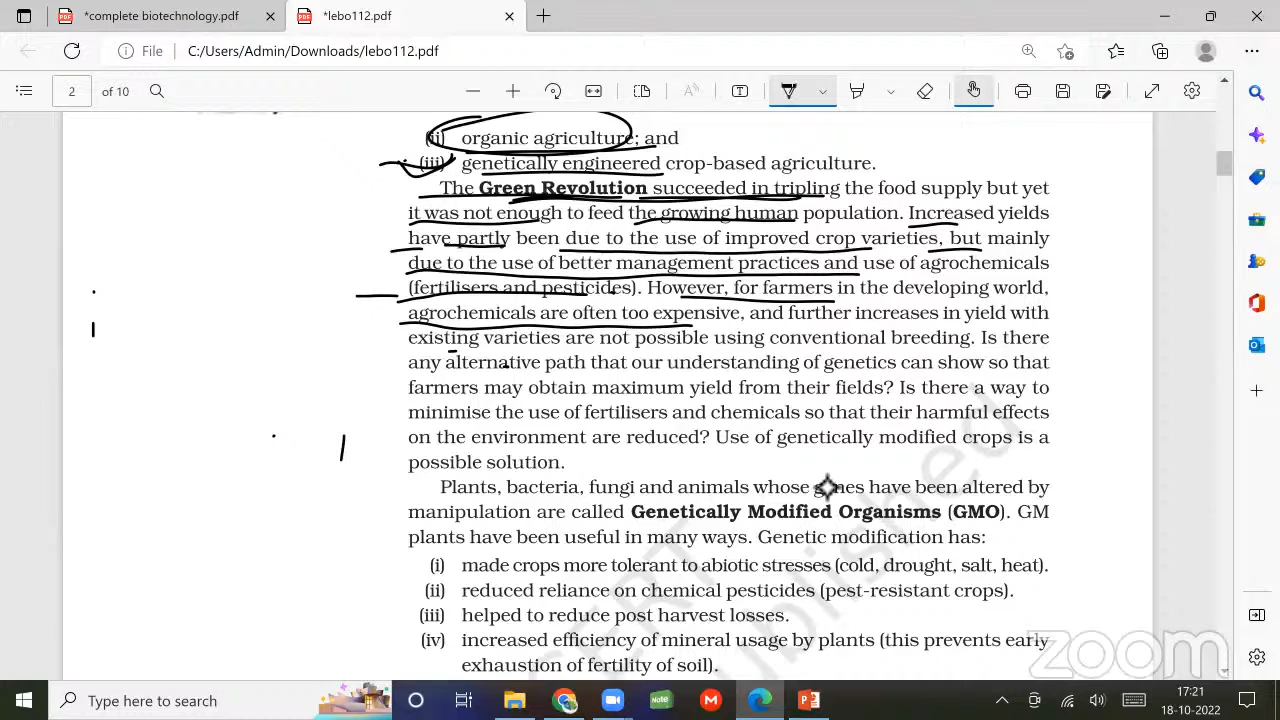 *complete biotechnology.pdf
*lebo112.pdf
File
C:/Users/Admin/Downloads/lebo112.pdf
2 of 10
(ii) organic agriculture; and
(iii) genetically engineered crop-based agriculture.
The Green Revolution succeeded in tripling the food supply but yet
it was not enough to feed the growing human population. Increased yields
have partly been due to the use of improved crop varieties, but mainly
due to the use of better management practices and use of agrochemicals
(fertilisers and pesticides). However, for farmers in the developing world,
agrochemicals are often too expensive, and further increases in yield with
existing varieties are not possible using conventional breeding. Is there
any alternative path that our understanding of genetics can show so that
farmers may obtain maximum yield from their fields? Is there a way to
minimise the use of fertilisers and chemicals so that their harmful effects
on the environment are reduced? Use of genetically modified crops is a
possible solution.
Plants, bacteria, fungi and animals whose genes have been altered by
manipulation are called Genetically Modified Organisms (GMO). GM
plants have been useful in many ways. Genetic modification has:
(i) made crops more tolerant to abiotic stresses (cold, drought, salt, heat).
(ii) reduced reliance on chemical pesticides (pest-resistant crops).
(iii) helped to reduce post harvest losses.
(iv) increased efficiency of mineral usage by plants (this prevents early
exhaustion of fertility of soil).
zoom
Type here to search
17:21
18-10-2022